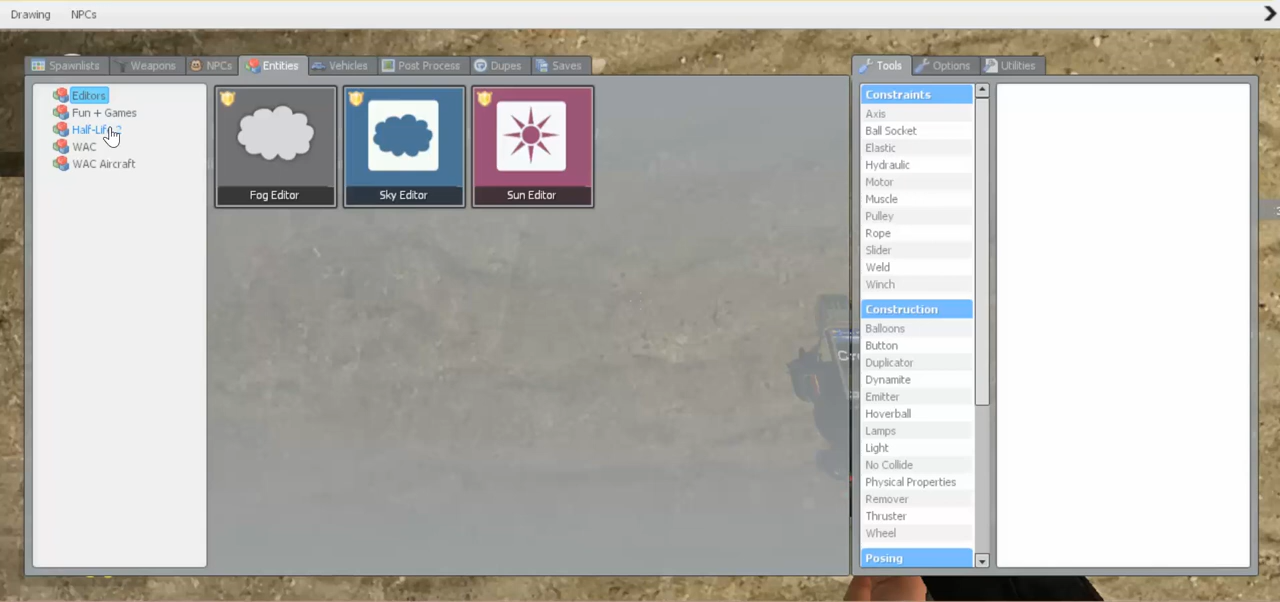 Drawing NPCs
Spawnlists Weapons NPCs Entities Vehicles Post Process Dupes Saves
Editors
Fun + Games
WAC
WAC Aircraft
Fog Editor Sky Editor Sun Editor
Tools Options Utilities
Constraints
Axis
Ball Socket
Elastic
Hydraulic
Motor
Muscle
Pulley
Rope
Slider
Weld
Winch
Construction
Balloons
Button
Duplicator
Dynamite
Emitter
Hoverball
Lamps
Light
No Collide
Physical Properties
Remover
Thruster
Wheel
Posing